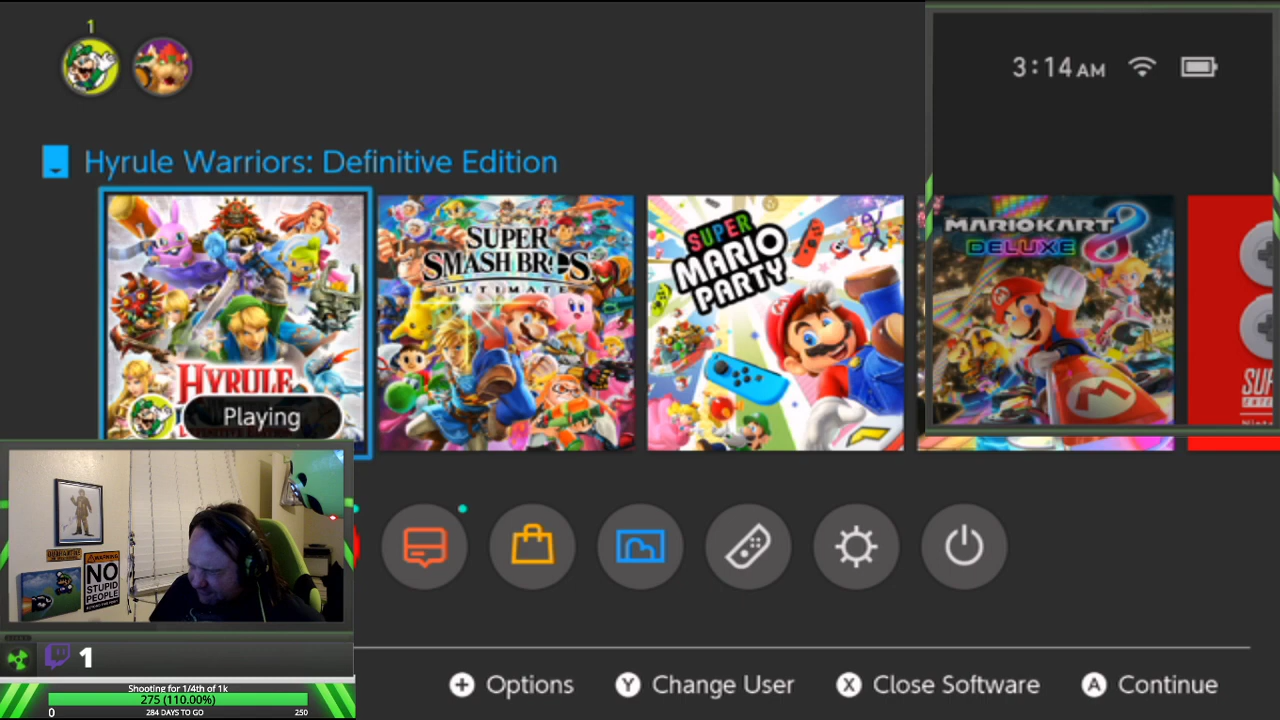 1
3:14 AM
Hyrule Warriors: Definitive Edition
HYRULE
Playing
SUPER
SMASH BROS
ULTIMATE
SUPER
MARIO
PARTY
MARIOKART 8
DELUXE
WARNING
NO
STUPID
PEOPLE
1
Shooting for 1/4th of 1k
275 (110.00%)
0 284 DAYS TO GO 250
+ Options
Y Change User
X Close Software
A Continue